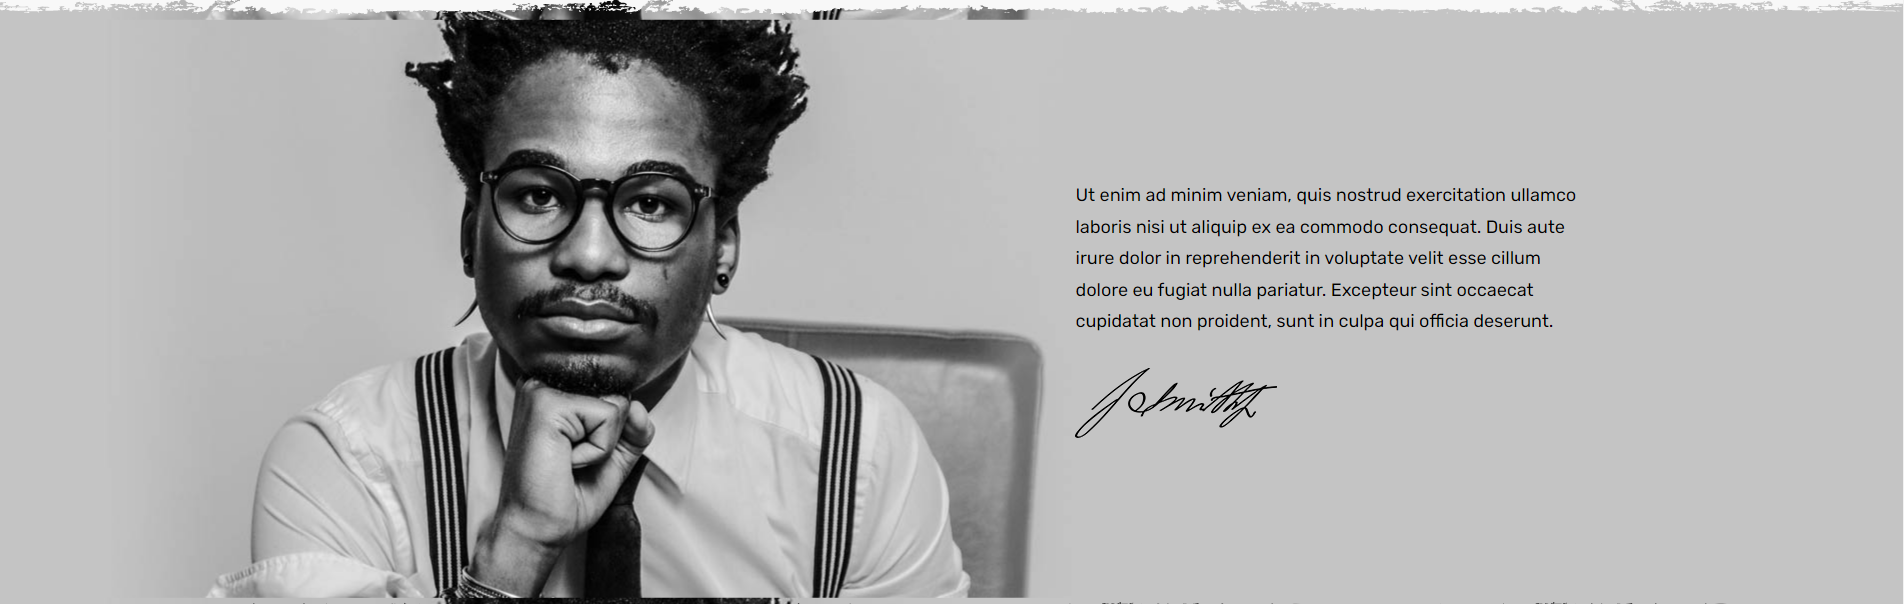 Ut enim ad minim veniam, quis nostrud exercitation ullamco
laboris nisi ut aliquip ex ea commodo consequat. Duis aute
irure dolor in reprehenderit in voluptate velit esse cillum
dolore eu fugiat nulla pariatur. Excepteur sint occaecat
cupidatat non proident, sunt in culpa qui officia deserunt.